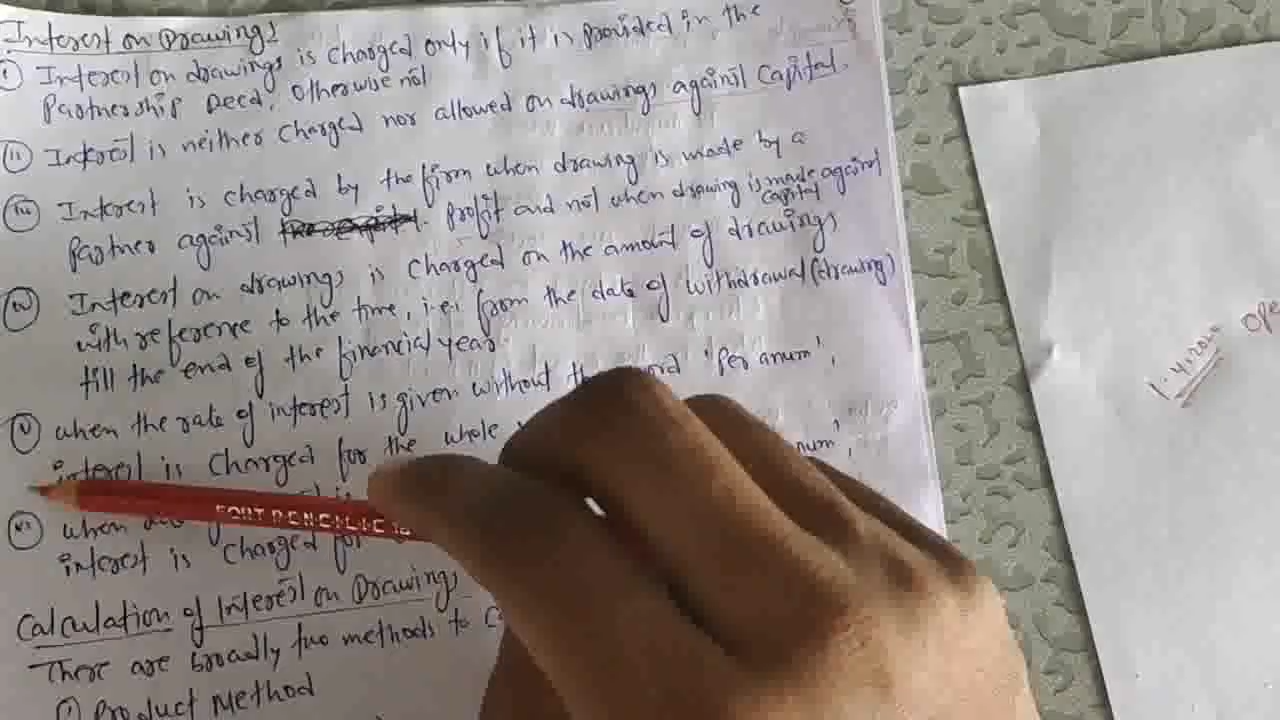 Interest on Drawings
(i) Interest on drawings is charged only if it is provided in the
Partnership Deed, Otherwise not
(ii) Interest is neither Charged nor allowed on drawings against Capital.
(iii) Interest is charged by the firm when drawing is made by a
Partner against Profit and not when drawing is made against
Capital
(iv) Interest on drawings is Charged on the amount of drawings
with reference to the time, i.e. from the date of withdrawal (drawing)
till the end of the financial year.
(v) when the rate of interest is given without the word 'Per anum',
interest is Charged for the whole
num',
when
interest is Charged for
Calculation of Interest on Drawings
There are broadly two methods to C
(i) Product Method
FONT PENCIL
1.4.20
Ope